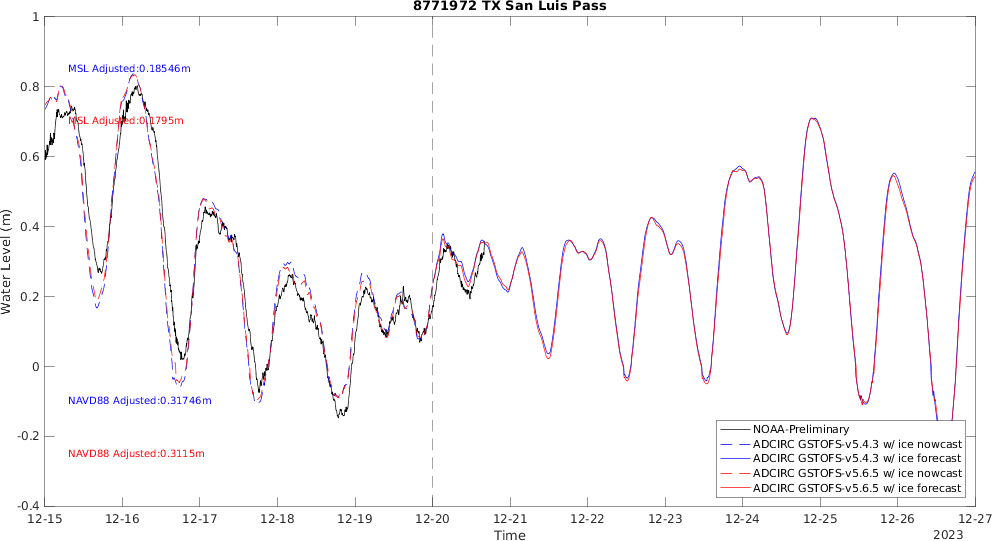 8771972 TX San Luis Pass
1
0.8
0.6
0.4
0.2
0
-0.2
-0.4
Water Level (m)
MSL Adjusted:0.18546m
MSL Adjusted:0.1795m
NAVD88 Adjusted:0.31746m
NAVD88 Adjusted:0.3115m
NOAA-Preliminary
ADCIRC GSTOFS-v5.4.3 w/ ice nowcast
ADCIRC GSTOFS-v5.4.3 w/ ice forecast
ADCIRC GSTOFS-v5.6.5 w/ ice nowcast
ADCIRC GSTOFS-v5.6.5 w/ ice forecast
12-15 12-16 12-17 12-18 12-19 12-20 12-21 12-22 12-23 12-24 12-25 12-26 12-27
Time
2023